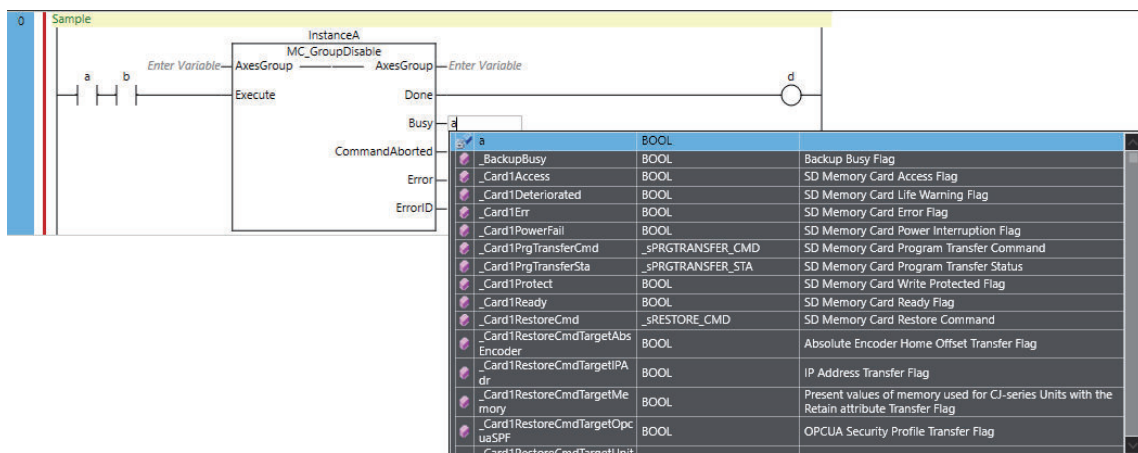 0 Sample
InstanceA
MC_GroupDisable
Enter Variable AxesGroup AxesGroup Enter Variable
a b d
Execute Done
Busy a
CommandAborted
Error
ErrorID
a BOOL
_BackupBusy BOOL Backup Busy Flag
_Card1Access BOOL SD Memory Card Access Flag
_Card1Deteriorated BOOL SD Memory Card Life Warning Flag
_Card1Err BOOL SD Memory Card Error Flag
_Card1PowerFail BOOL SD Memory Card Power Interruption Flag
_Card1PrgTransferCmd _sPRGTRANSFER_CMD SD Memory Card Program Transfer Command
_Card1PrgTransferSta _sPRGTRANSFER_STA SD Memory Card Program Transfer Status
_Card1Protect BOOL SD Memory Card Write Protected Flag
_Card1Ready BOOL SD Memory Card Ready Flag
_Card1RestoreCmd _sRESTORE_CMD SD Memory Card Restore Command
_Card1RestoreCmdTargetAbs
Encoder BOOL Absolute Encoder Home Offset Transfer Flag
_Card1RestoreCmdTargetIPA
dr BOOL IP Address Transfer Flag
_Card1RestoreCmdTargetMe Present values of memory used for CJ-series Units with the
mory BOOL Retain attribute Transfer Flag
_Card1RestoreCmdTargetOpc
uaSPF BOOL OPCUA Security Profile Transfer Flag
_Card1RestoreCmdTargetUnit